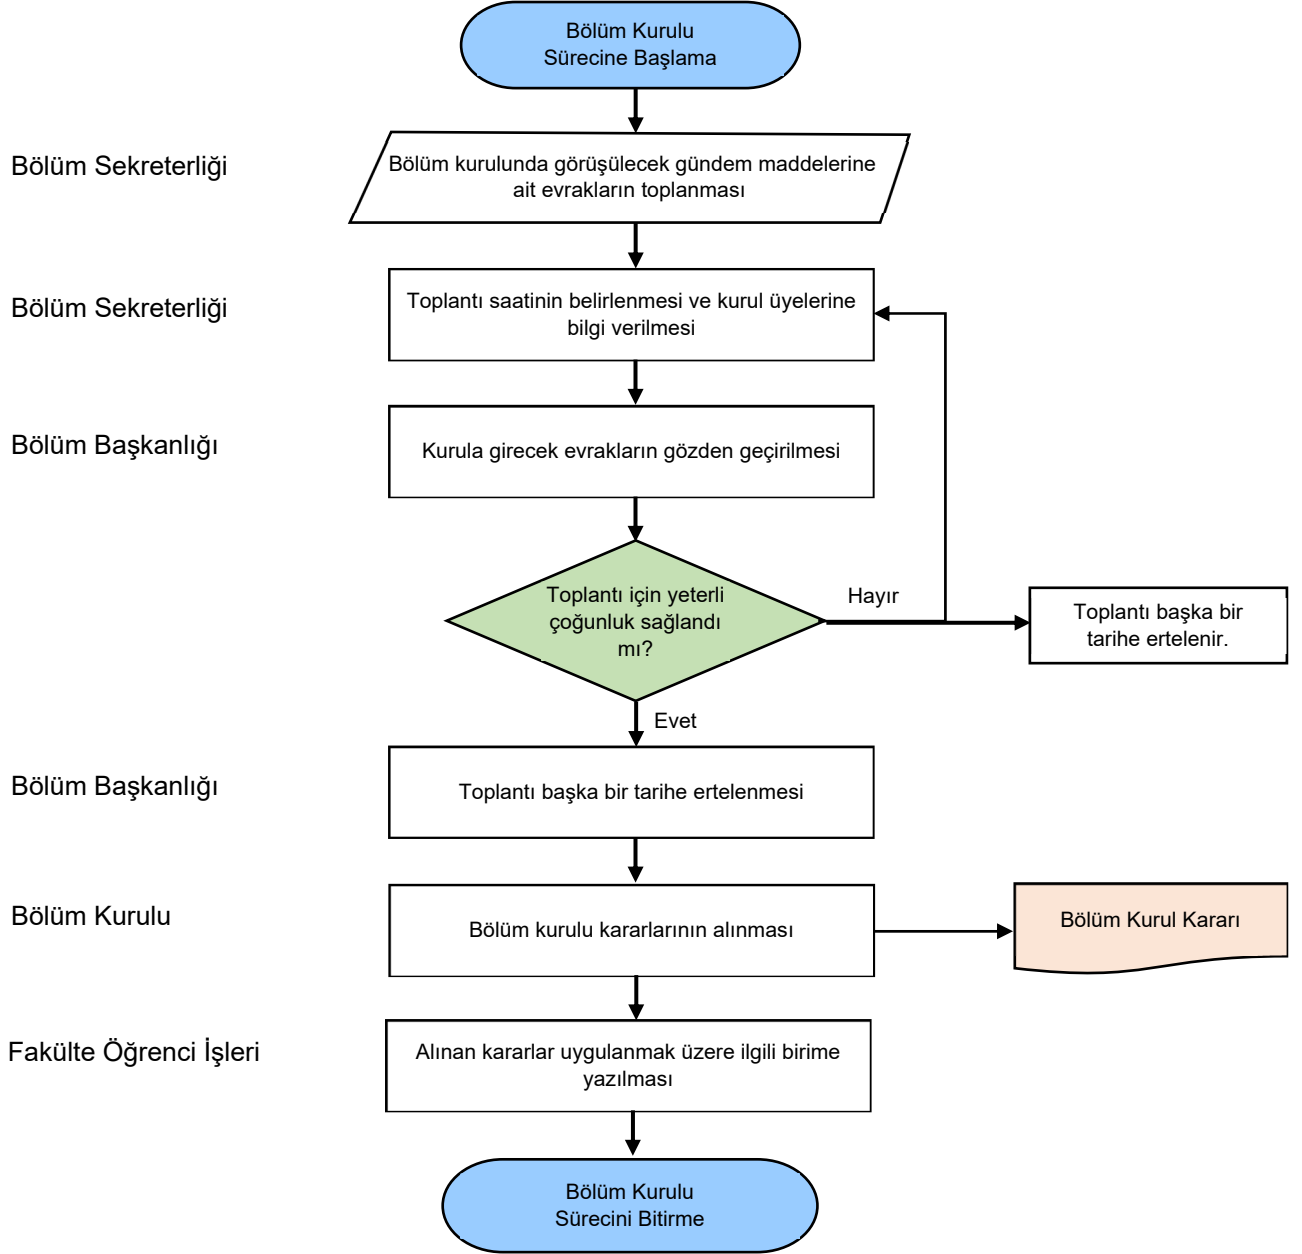 Bölüm Kurulu
Sürecine Başlama
Bölüm Sekreterliği
Bölüm kurulunda görüşülecek gündem maddelerine
ait evrakların toplanması
Bölüm Sekreterliği
Toplantı saatinin belirlenmesi ve kurul üyelerine
bilgi verilmesi
Bölüm Başkanlığı
Kurula girecek evrakların gözden geçirilmesi
Toplantı için yeterli
çoğunluk sağlandı
mı?
Hayır
Toplantı başka bir
tarihe ertelenir.
Evet
Bölüm Başkanlığı
Toplantı başka bir tarihe ertelenmesi
Bölüm Kurulu
Bölüm kurulu kararlarının alınması
Bölüm Kurul Kararı
Fakülte Öğrenci İşleri
Alınan kararlar uygulanmak üzere ilgili birime
yazılması
Bölüm Kurulu
Sürecini Bitirme